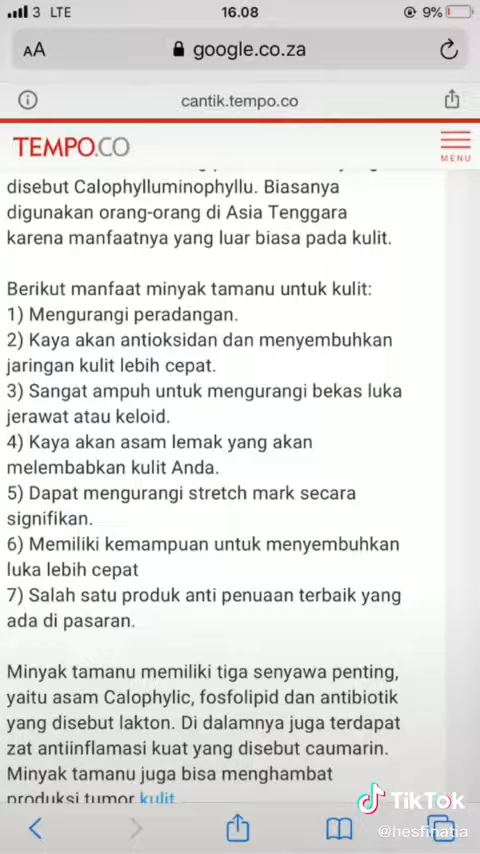 3 LTE 16.08 9%
AA google.co.za
cantik.tempo.co
TEMPO.CO
MENU
disebut Calophylluminophyllu. Biasanya
digunakan orang-orang di Asia Tenggara
karena manfaatnya yang luar biasa pada kulit.
Berikut manfaat minyak tamanu untuk kulit:
1) Mengurangi peradangan.
2) Kaya akan antioksidan dan menyembuhkan
jaringan kulit lebih cepat.
3) Sangat ampuh untuk mengurangi bekas luka
jerawat atau keloid.
4) Kaya akan asam lemak yang akan
melembabkan kulit Anda.
5) Dapat mengurangi stretch mark secara
signifikan.
6) Memiliki kemampuan untuk menyembuhkan
luka lebih cepat
7) Salah satu produk anti penuaan terbaik yang
ada di pasaran.
Minyak tamanu memiliki tiga senyawa penting,
yaitu asam Calophylic, fosfolipid dan antibiotik
yang disebut lakton. Di dalamnya juga terdapat
zat antiinflamasi kuat yang disebut caumarin.
Minyak tamanu juga bisa menghambat
produksi tumor kulit
TikTok
@hesfinatia